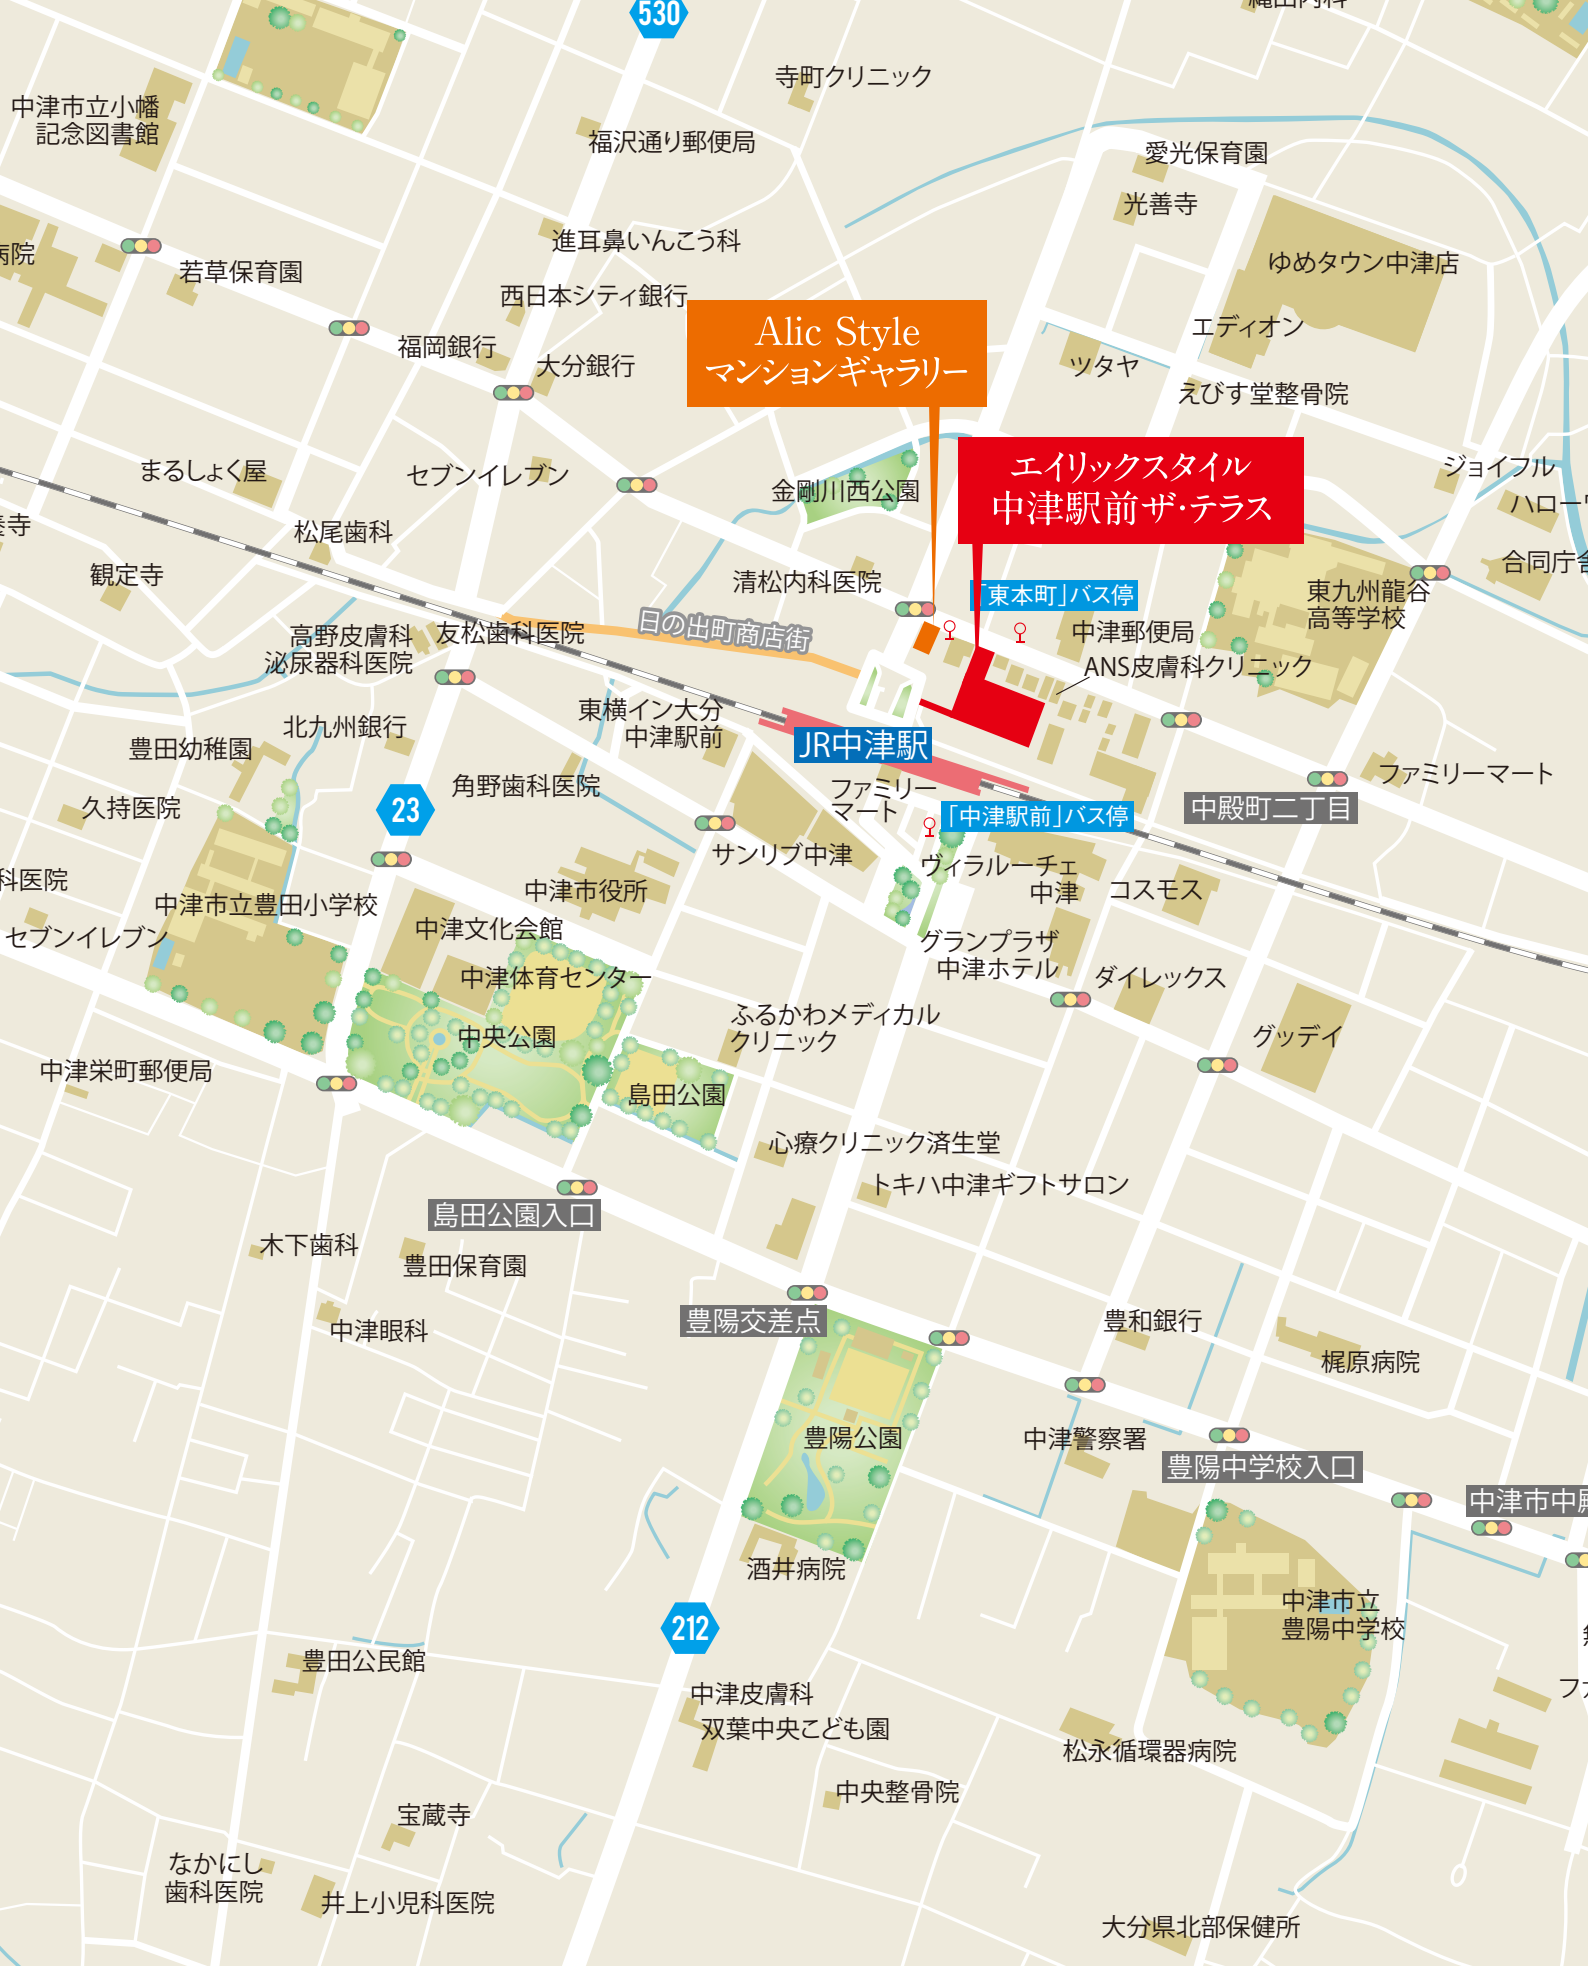 530
縄田内科
寺町クリニック
中津市立小幡
記念図書館
福沢通り郵便局
愛光保育園
光善寺
病院
若草保育園
進耳鼻いんこう科
ゆめタウン中津店
西日本シティ銀行
エディオン
福岡銀行
大分銀行
Alic Style
マンションギャラリー
ツタヤ
えびす堂整骨院
まるしょく屋
セブンイレブン
金剛川西公園
エイリックスタイル
中津駅前ザ・テラス
ジョイフル
ハロー
養寺
松尾歯科
観定寺
清松内科医院
「東本町」バス停
東九州龍谷
高等学校
合同庁舎
高野皮膚科
泌尿器科医院
友松歯科医院
日の出町商店街
中津郵便局
ANS皮膚科クリニック
北九州銀行
東横イン大分
中津駅前
JR中津駅
豊田幼稚園
久持医院
23
角野歯科医院
ファミリー
マート
「中津駅前」バス停
中殿町二丁目
ファミリーマート
サンリブ中津
ヴィラルーチェ
中津
コスモス
科医院
中津市立豊田小学校
中津市役所
セブンイレブン
中津文化会館
グランプラザ
中津ホテル
中津体育センター
ダイレックス
中央公園
ふるかわメディカル
クリニック
グッデイ
中津栄町郵便局
島田公園
心療クリニック済生堂
トキハ中津ギフトサロン
島田公園入口
木下歯科
豊田保育園
中津眼科
豊陽交差点
豊和銀行
梶原病院
豊陽公園
中津警察署
豊陽中学校入口
中津市中殿
酒井病院
中津市立
豊陽中学校
212
豊田公民館
中津皮膚科
双葉中央こども園
フ
松永循環器病院
中央整骨院
宝蔵寺
なかにし
歯科医院
井上小児科医院
大分県北部保健所